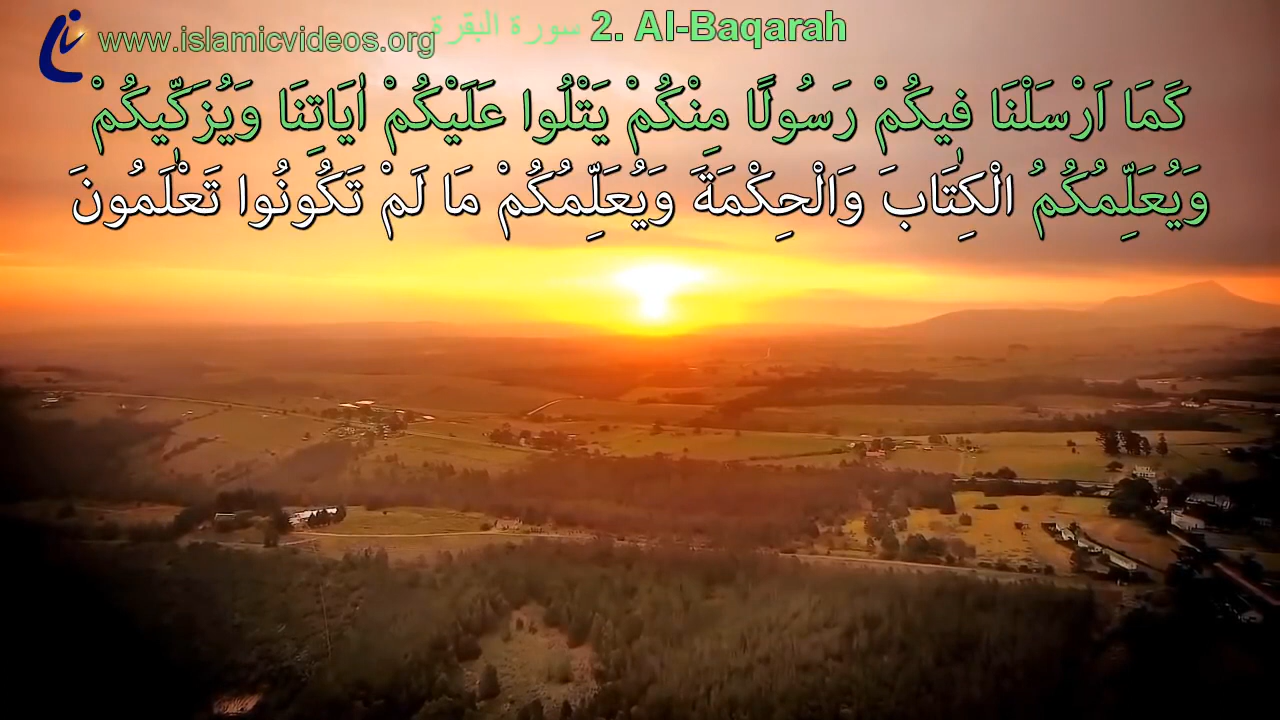 www.islamicvideos.org سورة البقرة 2. Al-Baqarah
كَمَا اَرْسَلْنَا فٖيكُمْ رَسُولًا مِنْكُمْ يَتْلُوا عَلَيْكُمْ اٰيَاتِنَا وَيُزَكّٖيكُمْ
وَيُعَلِّمُكُمُ الْكِتَابَ وَالْحِكْمَةَ وَيُعَلِّمُكُمْ مَا لَمْ تَكُونُوا تَعْلَمُونَ